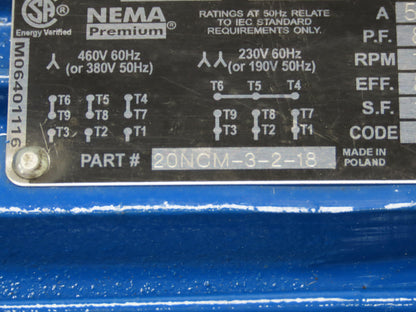 SA
Energy Verified
NEMA
Premium®
RATINGS AT 50Hz RELATE
TO IEC STANDARD
REQUIREMENTS ONLY.
460V 60Hz
(or 380V 50Hz)
230V 60Hz
(or 190V 50Hz)
T6 T5 T4
T9 T8 T7
T3 T2 T1
T6 T5 T4
T9 T8 T7
T3 T2 T1
M06401116
PART # 20NCM-3-2-18
MADE IN
POLAND
A 5
P.F.
RPM
EFF.
S.F.
CODE